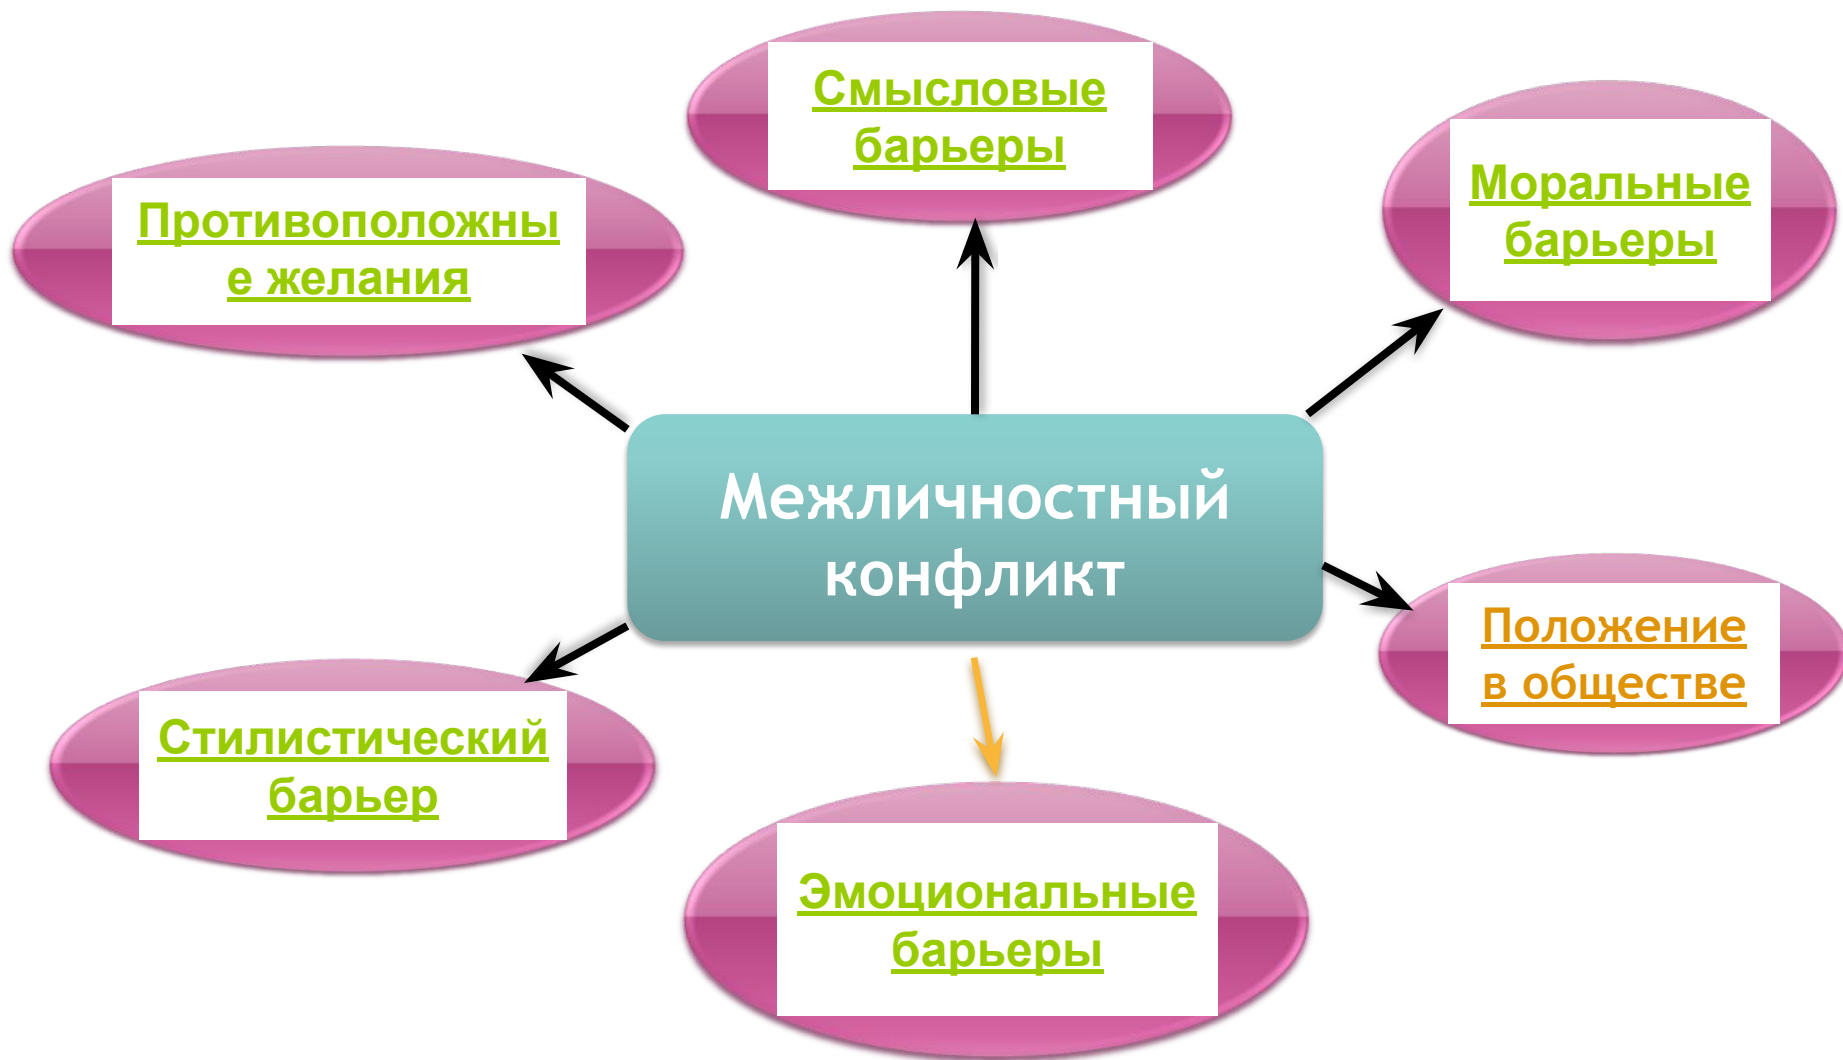 Смысловые
барьеры
Моральные
барьеры
Противоположны
е желания
Межличностный
конфликт
Положение
в обществе
Стилистический
барьер
Эмоциональные
барьеры